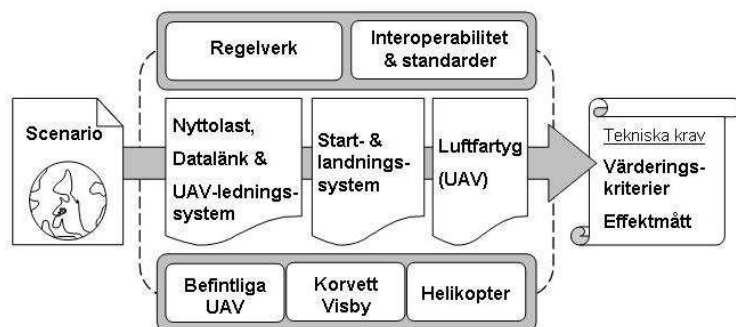 Regelverk
Interoperabilitet
& standarder
Scenario
Nyttolast,
Datalänk &
UAV-lednings-
system
Start- &
landnings-
system
Luftfartyg
(UAV)
Tekniska krav
Värderings-
kriterier
Effektmått
Befintliga
UAV
Korvett
Visby
Helikopter